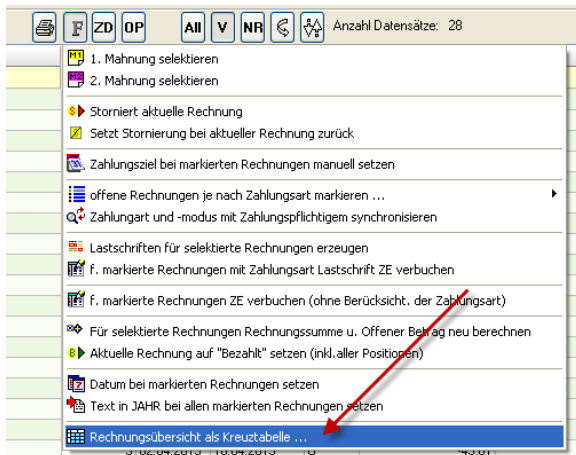 F ZD OP All V NR Anzahl Datensätze: 28
1. Mahnung selektieren
2. Mahnung selektieren
Storniert aktuelle Rechnung
Setzt Stornierung bei aktueller Rechnung zurück
Zahlungsziel bei markierten Rechnungen manuell setzen
offene Rechnungen je nach Zahlungsart markieren ...
Zahlungart und -modus mit Zahlungspflichtigem synchronisieren
Lastschriften für selektierte Rechnungen erzeugen
f. markierte Rechnungen mit Zahlungsart Lastschrift ZE verbuchen
f. markierte Rechnungen ZE verbuchen (ohne Berücksicht. der Zahlungsart)
Für selektierte Rechnungen Rechnungssumme u. Offener Betrag neu berechnen
Aktuelle Rechnung auf "Bezahlt" setzen (inkl.aller Positionen)
Datum bei markierten Rechnungen setzen
Text in JAHR bei allen markierten Rechnungen setzen
Rechnungsübersicht als Kreuztabelle ...